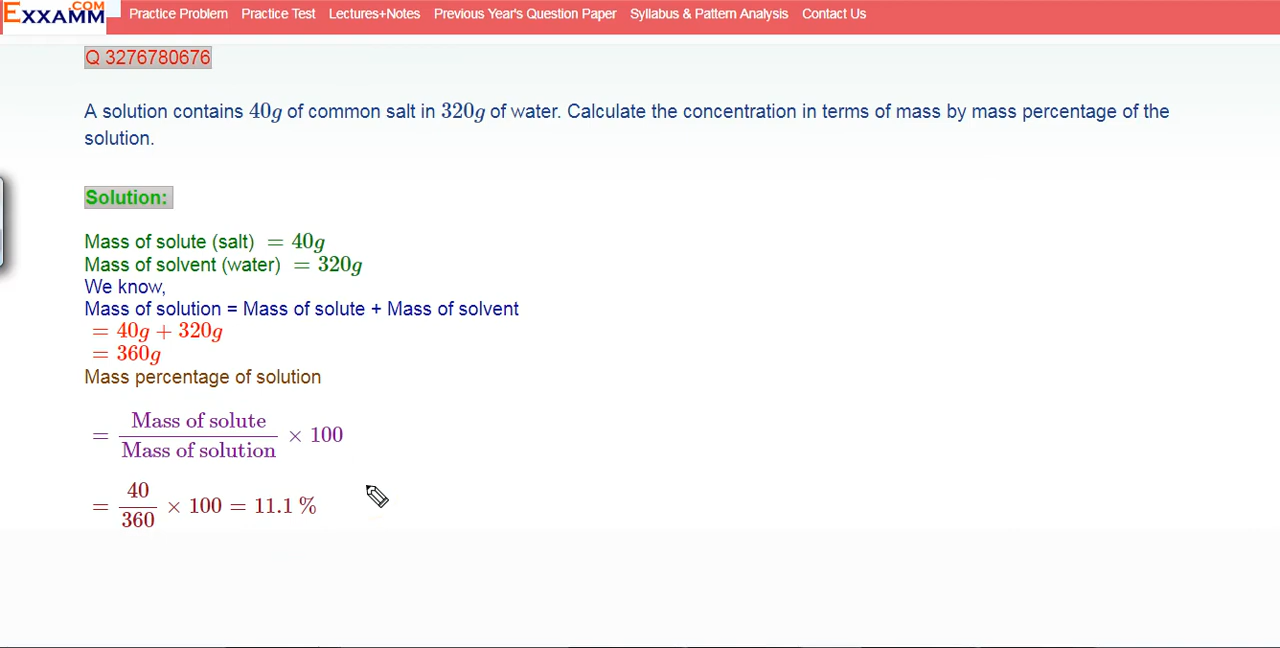 EXXAMM.COM Practice Problem Practice Test Lectures+Notes Previous Year's Question Paper Syllabus & Pattern Analysis Contact Us
Q 3276780676
A solution contains 40g of common salt in 320g of water. Calculate the concentration in terms of mass by mass percentage of the
solution.
Solution:
Mass of solute (salt) = 40g
Mass of solvent (water) = 320g
We know,
Mass of solution = Mass of solute + Mass of solvent
= 40g + 320g
= 360g
Mass percentage of solution
= Mass of solute / Mass of solution × 100
= 40 / 360 × 100 = 11.1 %